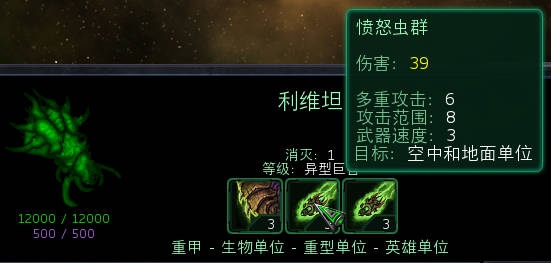 愤怒虫群
伤害: 39
多重攻击: 6
攻击范围: 8
武器速度: 3
目标: 空中和地面单位
利维坦
消灭: 1
等级: 异型巨兽
3
3
12000 / 12000
500 / 500
重甲 - 生物单位 - 重型单位 - 英雄单位